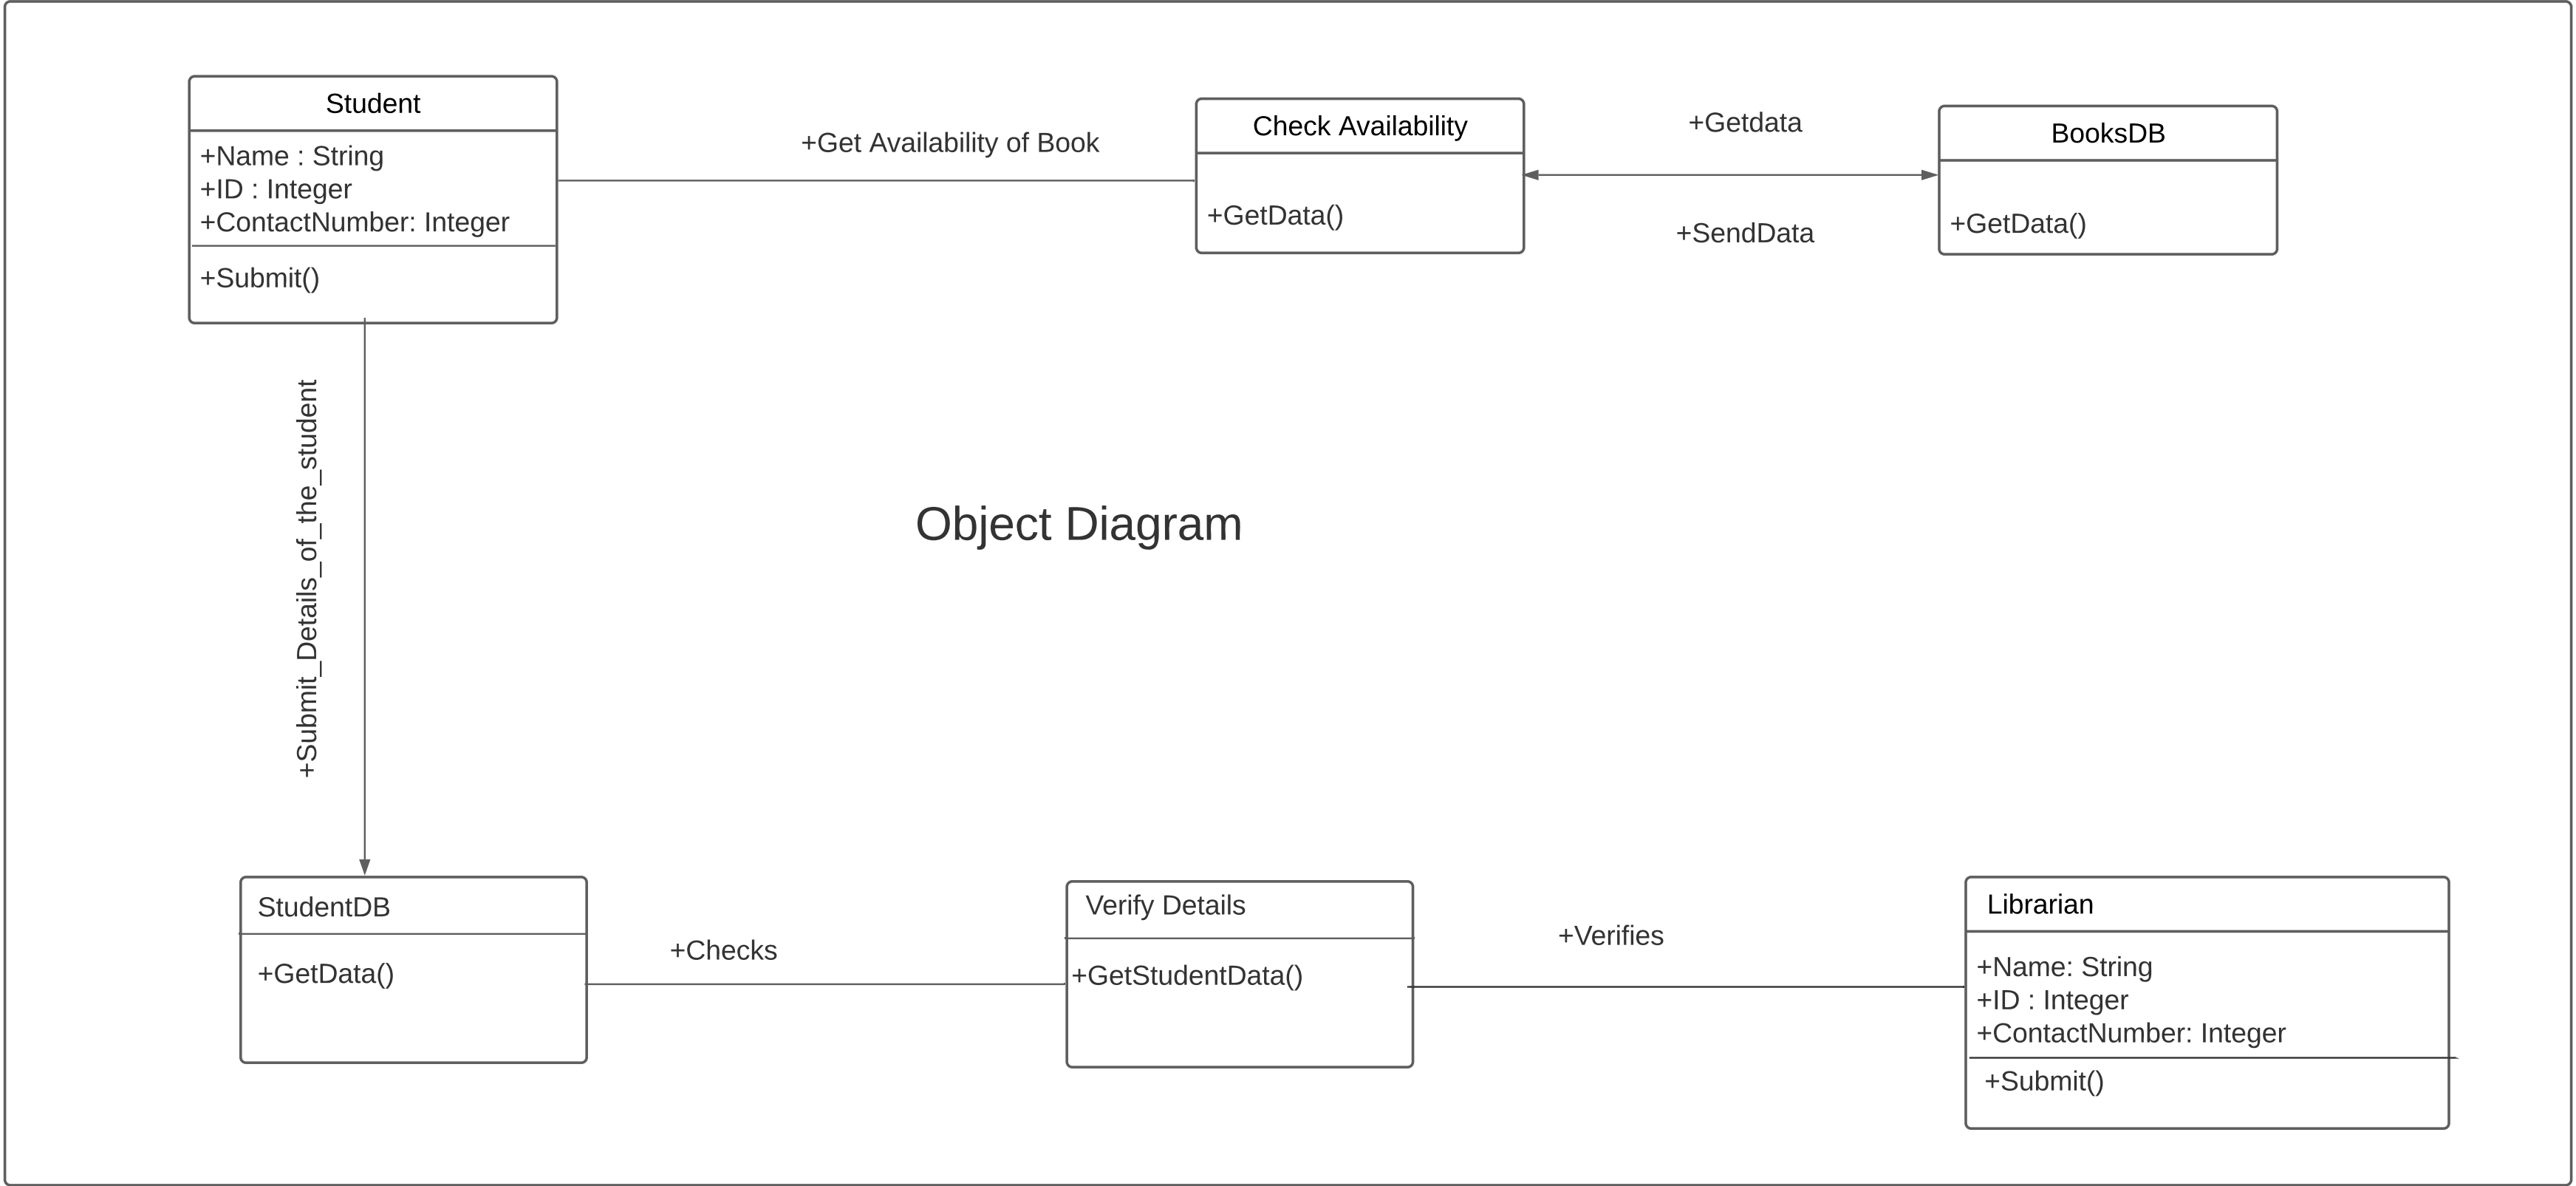 Student
+Name : String
+ID : Integer
+ContactNumber: Integer
+Submit()
+Get Availability of Book
Check Availability
+GetData()
+Getdata
+SendData
BooksDB
+GetData()
+Submit_Details_of_the_student
Object Diagram
StudentDB
+GetData()
+Checks
Verify Details
+GetStudentData()
+Verifies
Librarian
+Name: String
+ID : Integer
+ContactNumber: Integer
+Submit()